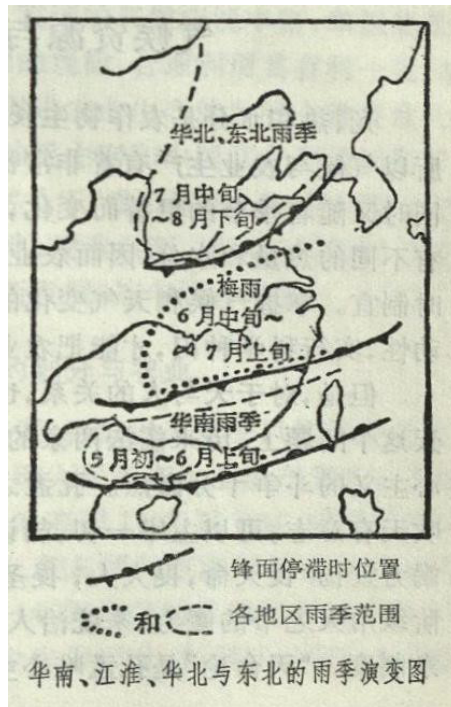 华北、东北雨季
7月中旬
～8月下旬
梅雨
6月中旬～
7月上旬
华南雨季
5月初～6月上旬
锋面停滞时位置
和
各地区雨季范围
华南、江淮、华北与东北的雨季演变图